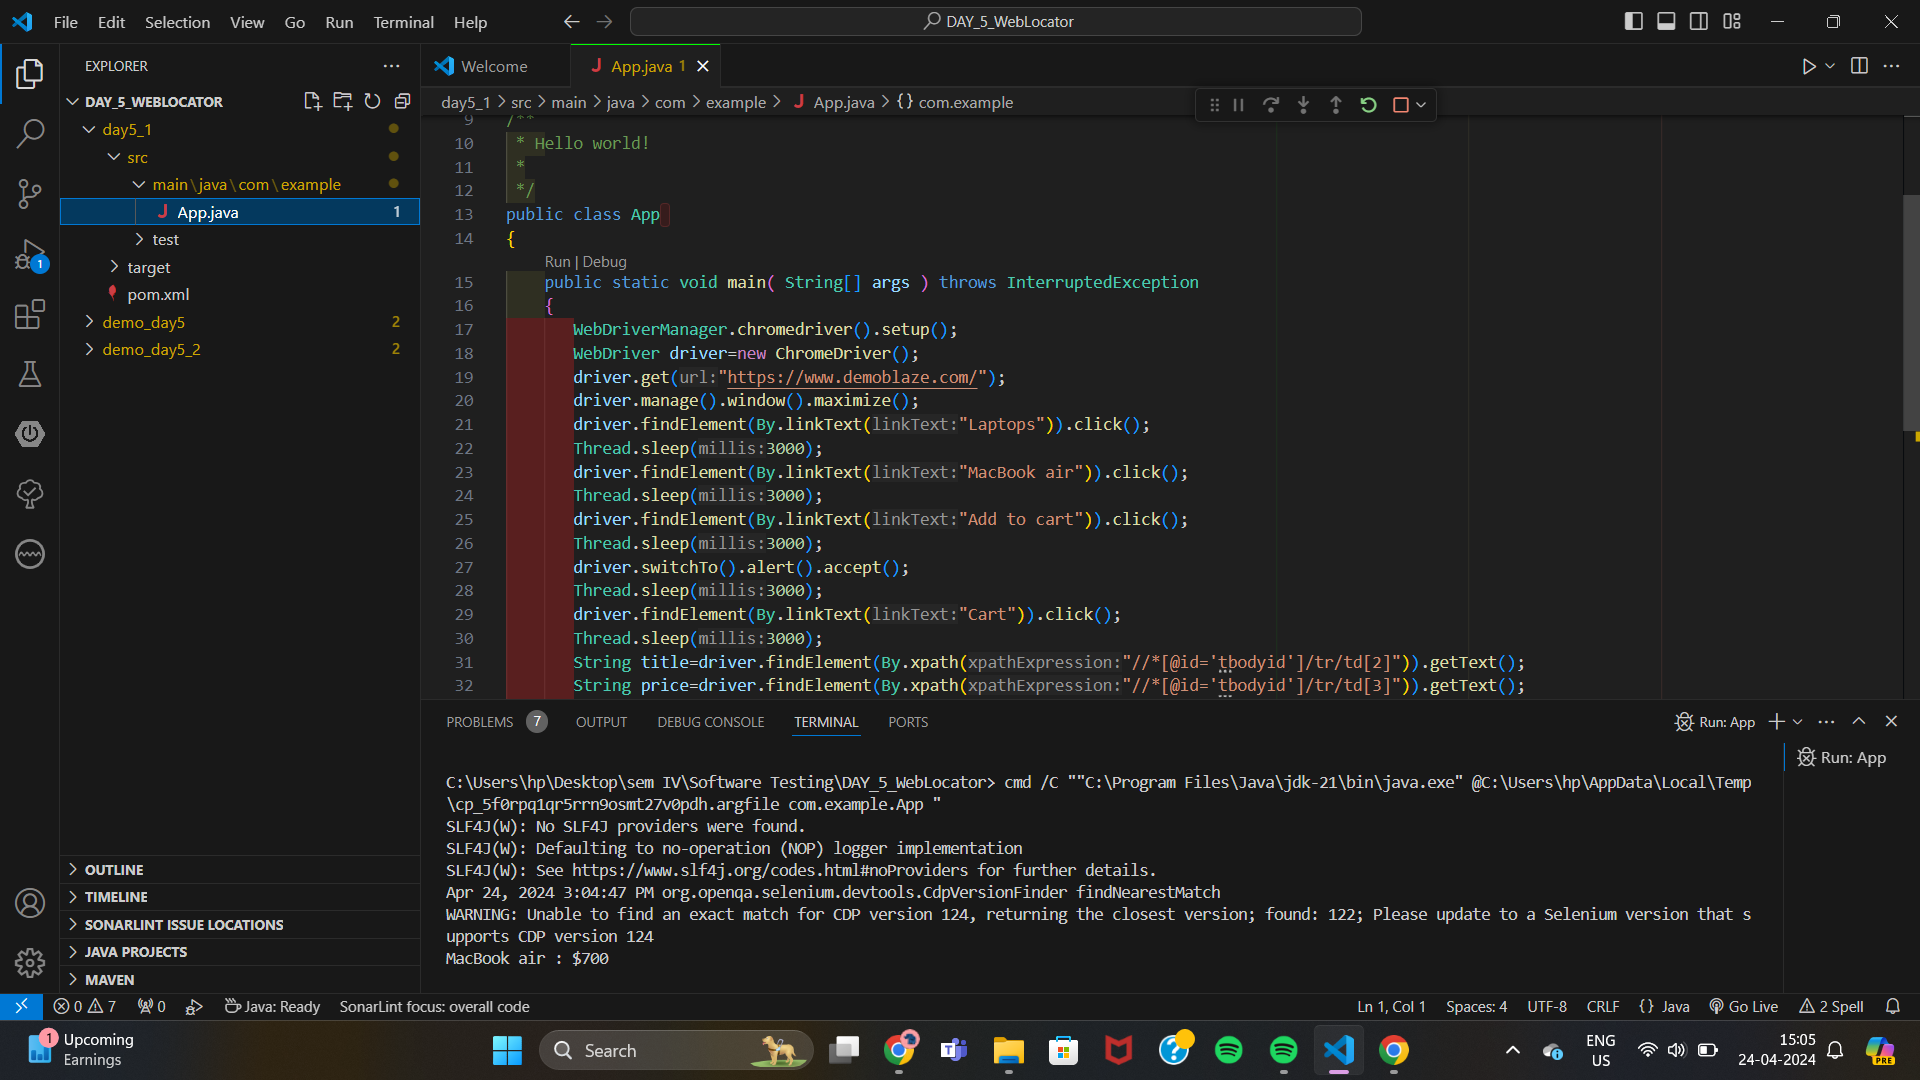 File Edit Selection View Go Run Terminal Help
DAY_5_WebLocator
EXPLORER
DAY_5_WEBLOCATOR
day5_1
src
main\java\com\example
App.java 1
test
target
pom.xml
demo_day5 2
demo_day5_2 2
OUTLINE
TIMELINE
SONARLINT ISSUE LOCATIONS
JAVA PROJECTS
MAVEN
1
Welcome
J App.java 1
day5_1 > src > main > java > com > example > J App.java > {} com.example
9 /**
10 * Hello world!
11 *
12 */
13 public class App
14 {
Run | Debug
15 public static void main( String[] args ) throws InterruptedException
16 {
17 WebDriverManager.chromedriver().setup();
18 WebDriver driver=new ChromeDriver();
19 driver.get(url:"https://www.demoblaze.com/");
20 driver.manage().window().maximize();
21 driver.findElement(By.linkText(linkText:"Laptops")).click();
22 Thread.sleep(millis:3000);
23 driver.findElement(By.linkText(linkText:"MacBook air")).click();
24 Thread.sleep(millis:3000);
25 driver.findElement(By.linkText(linkText:"Add to cart")).click();
26 Thread.sleep(millis:3000);
27 driver.switchTo().alert().accept();
28 Thread.sleep(millis:3000);
29 driver.findElement(By.linkText(linkText:"Cart")).click();
30 Thread.sleep(millis:3000);
31 String title=driver.findElement(By.xpath(xpathExpression:"//*[@id='tbodyid']/tr/td[2]")).getText();
32 String price=driver.findElement(By.xpath(xpathExpression:"//*[@id='tbodyid']/tr/td[3]")).getText();
PROBLEMS 7 OUTPUT DEBUG CONSOLE TERMINAL PORTS
Run: App
Run: App
C:\Users\hp\Desktop\sem IV\Software Testing\DAY_5_WebLocator> cmd /C ""C:\Program Files\Java\jdk-21\bin\java.exe" @C:\Users\hp\AppData\Local\Temp
\cp_5f0rpq1qr5rrn9osmt27v0pdh.argfile com.example.App "
SLF4J(W): No SLF4J providers were found.
SLF4J(W): Defaulting to no-operation (NOP) logger implementation
SLF4J(W): See https://www.slf4j.org/codes.html#noProviders for further details.
Apr 24, 2024 3:04:47 PM org.openqa.selenium.devtools.CdpVersionFinder findNearestMatch
WARNING: Unable to find an exact match for CDP version 124, returning the closest version; found: 122; Please update to a Selenium version that s
upports CDP version 124
MacBook air : $700
0 7 0 Java: Ready SonarLint focus: overall code
Ln 1, Col 1 Spaces: 4 UTF-8 CRLF {} Java Go Live 2 Spell
1
Upcoming
Earnings
Search
ENG
US
15:05
24-04-2024
PRE